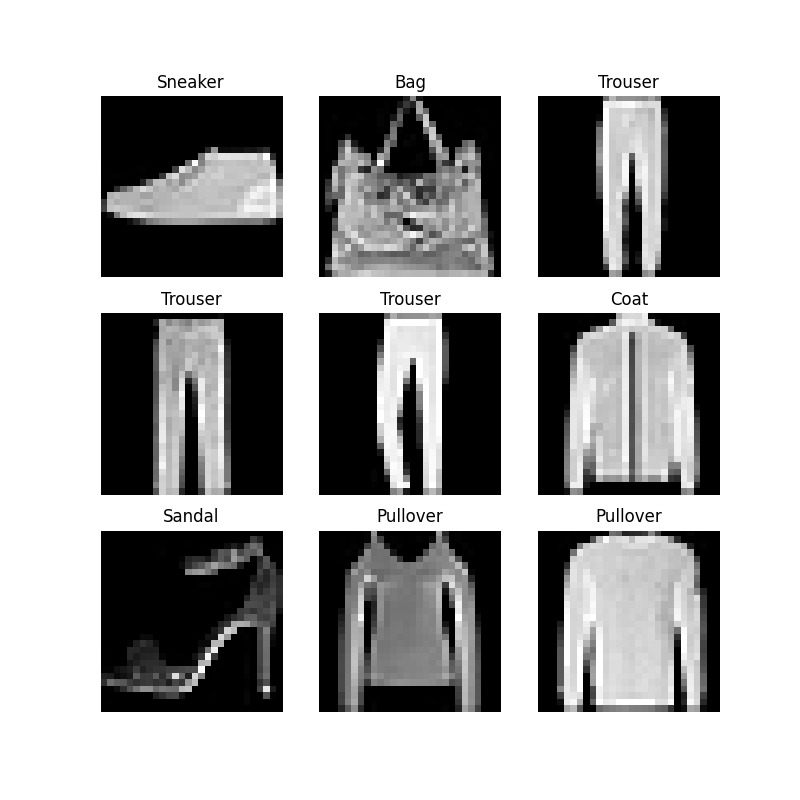 Sneaker
Bag
Trouser
Trouser
Trouser
Coat
Sandal
Pullover
Pullover